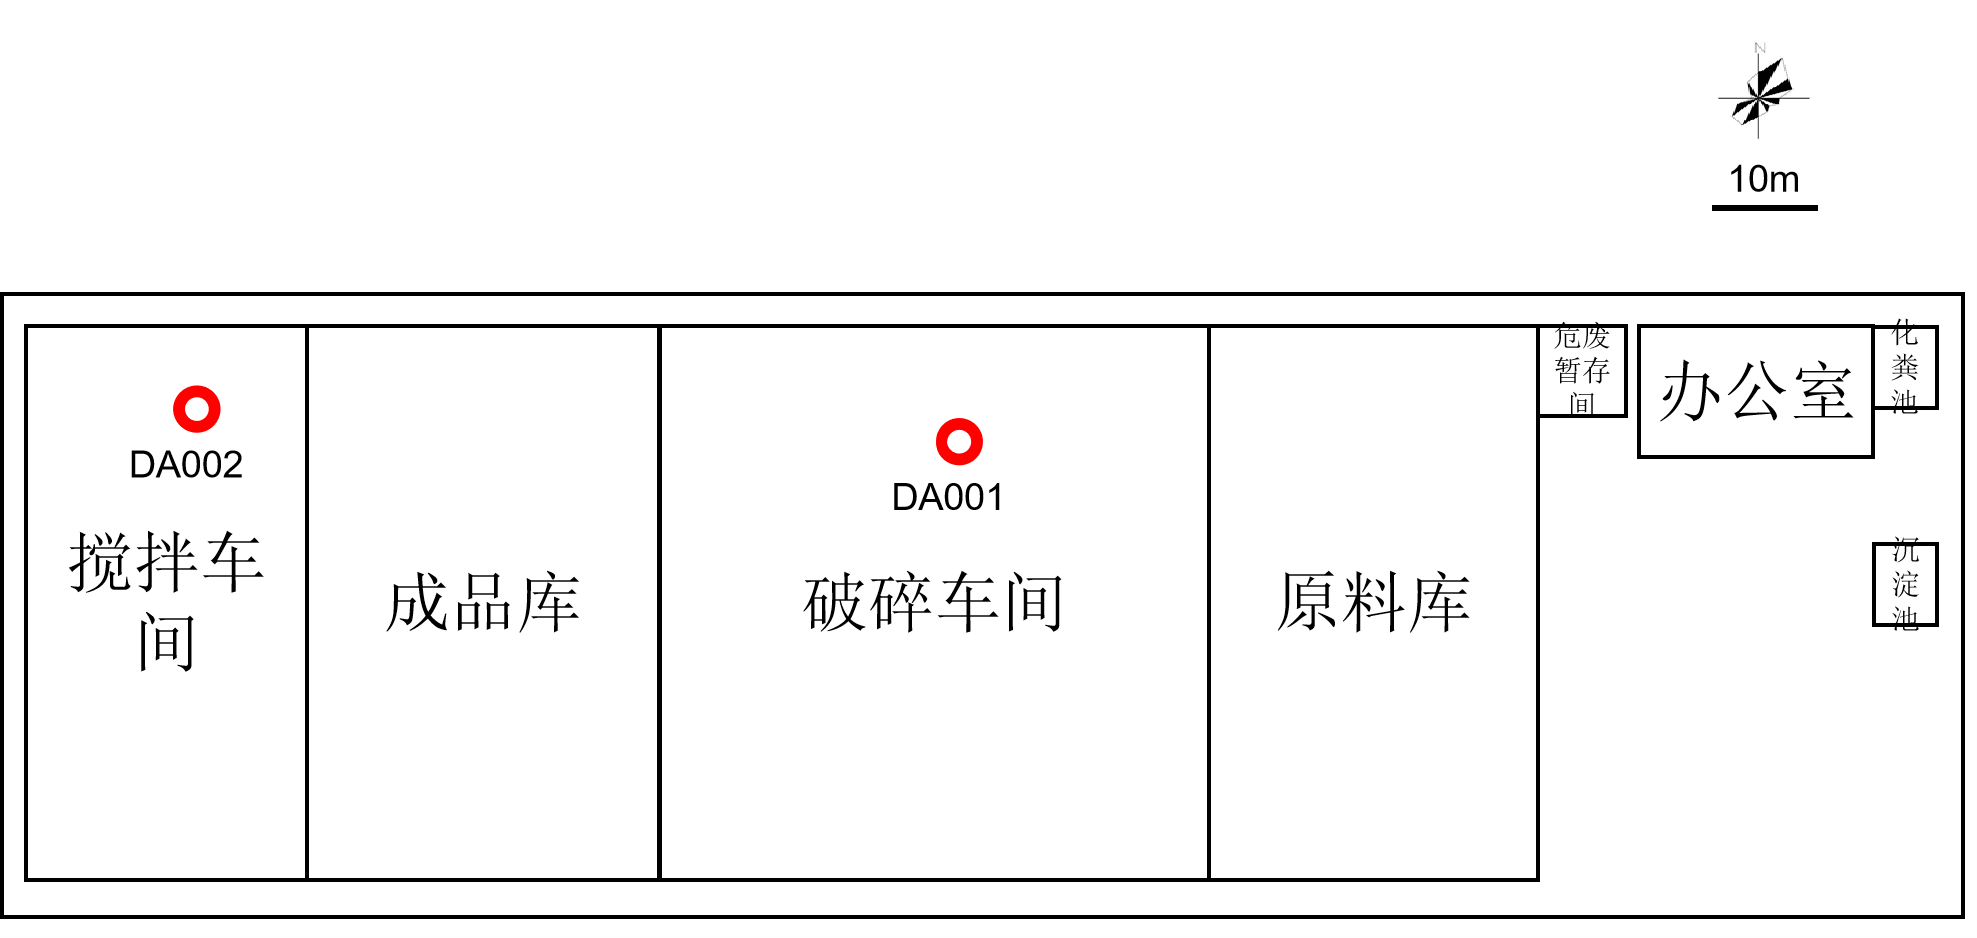 N
10m
危废
暂存
间
办公室
化
粪
池
DA002
DA001
搅拌车
间
成品库
破碎车间
原料库
沉
淀
池